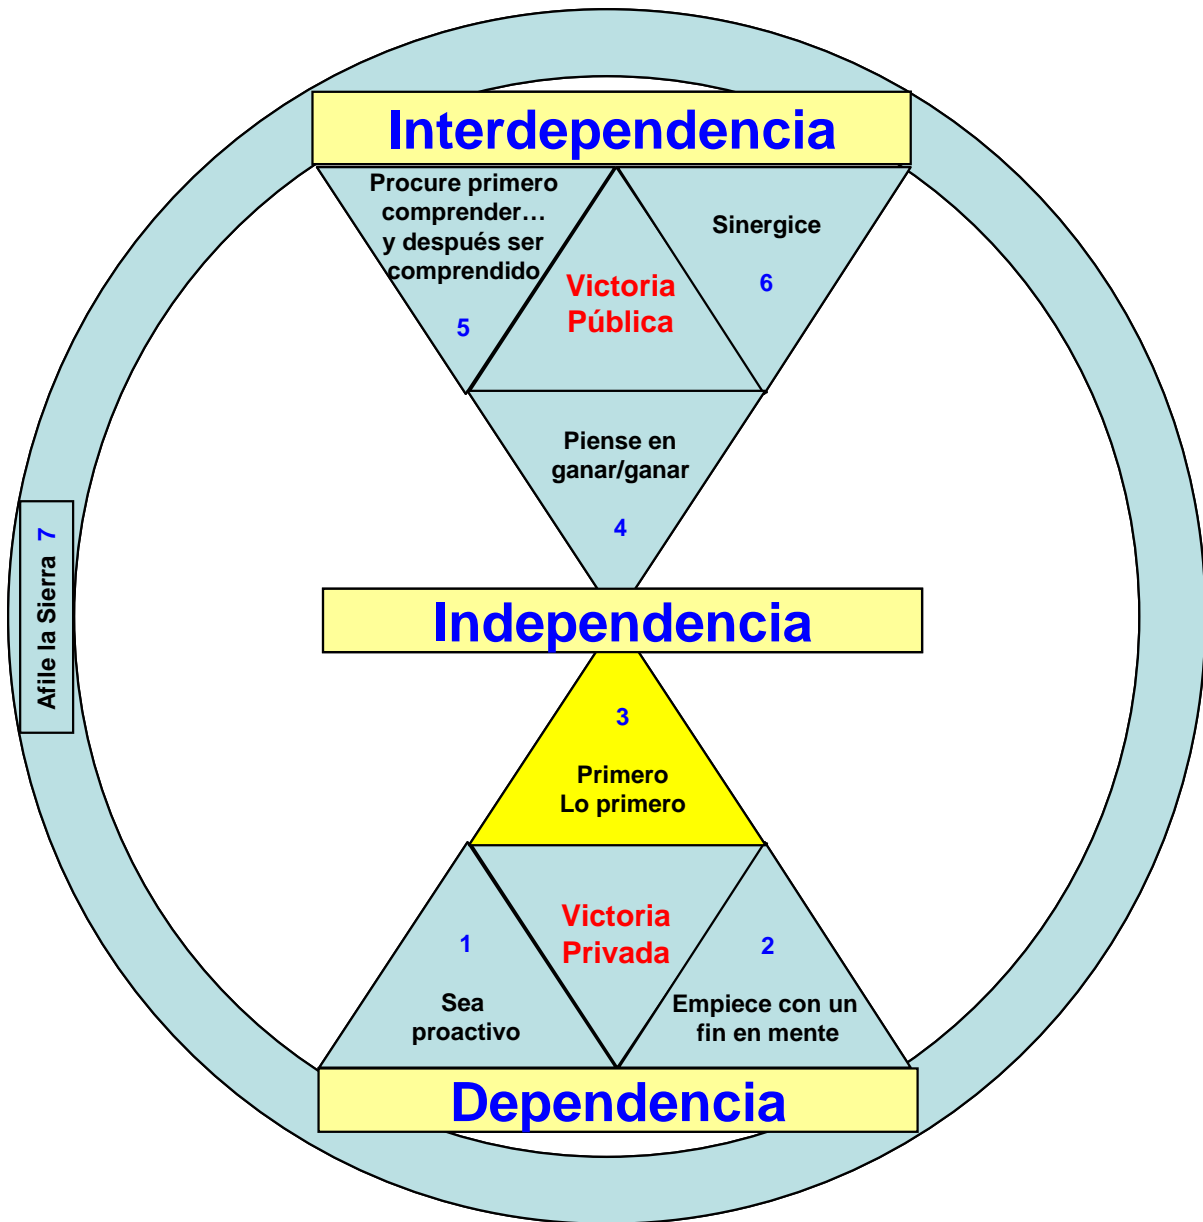 Interdependencia
Procure primero
comprender…
y después ser
comprendido
5
Victoria
Pública
Sinergice
6
Piense en
ganar/ganar
4
Afile la Sierra 7
Independencia
3
Primero
Lo primero
1
Sea
proactivo
Victoria
Privada
2
Empiece con un
fin en mente
Dependencia